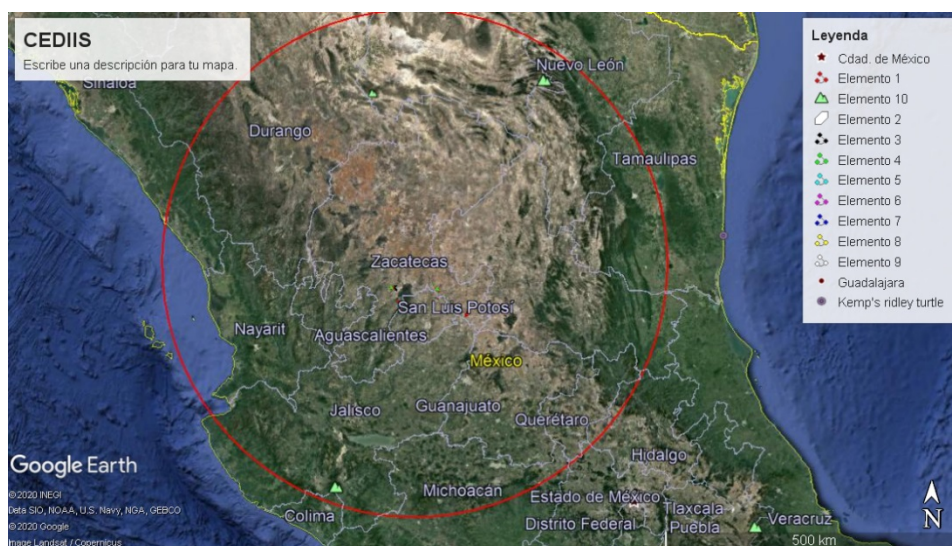 CEDIIS
Escribe una descripción para tu mapa.
Leyenda
Cdad. de México
Elemento 1
Elemento 10
Elemento 2
Elemento 3
Elemento 4
Elemento 5
Elemento 6
Elemento 7
Elemento 8
Elemento 9
Guadalajara
Kemp's ridley turtle
Sinaloa
Nuevo León
Durango
Tamaulipas
Zacatecas
San Luis Potosí
Nayarit
Aguascalientes
México
Jalisco
Guanajuato
Querétaro
Hidalgo
Michoacán
Estado de México
Colima
Distrito Federal
Tlaxcala
Puebla
Veracruz
Google Earth
©2020 INEGI
Data SIO, NOAA, U.S. Navy, NGA, GEBCO
©2020 Google
Image Landsat / Copernicus
N
500 km